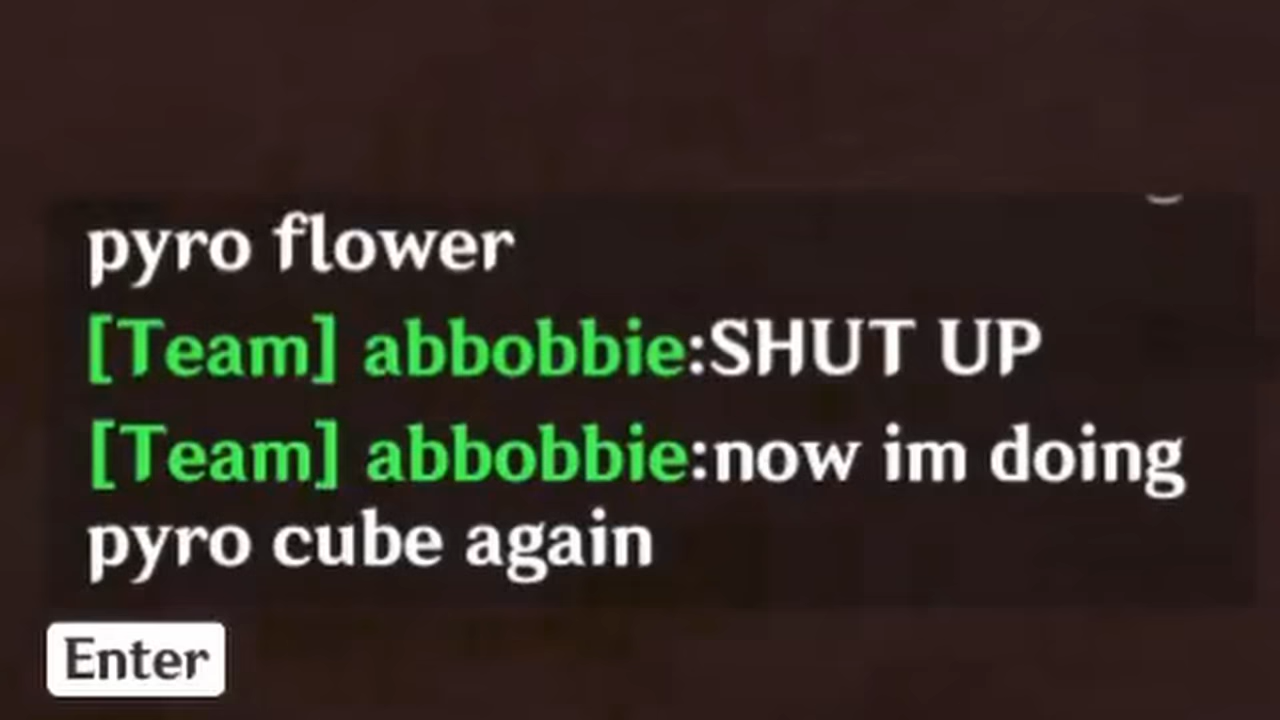 pyro flower
[Team] abbobbie:SHUT UP
[Team] abbobbie:now im doing
pyro cube again
Enter